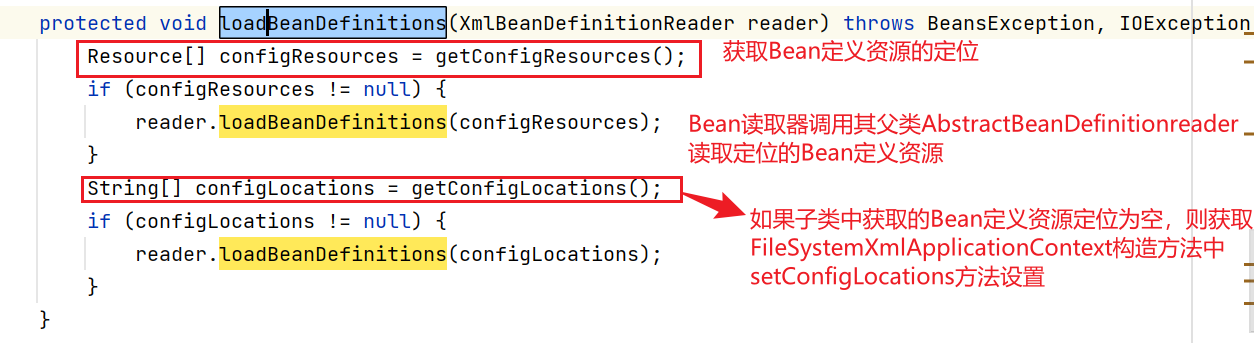 protected void loadBeanDefinitions(XmlBeanDefinitionReader reader) throws BeansException, IOException
Resource[] configResources = getConfigResources();
获取Bean定义资源的定位
if (configResources != null) {
reader.loadBeanDefinitions(configResources);
Bean读取器调用其父类AbstractBeanDefinitionreader
读取定位的Bean定义资源
}
String[] configLocations = getConfigLocations();
如果子类中获取的Bean定义资源定位为空，则获取
FileSystemXmlApplicationContext构造方法中
setConfigLocations方法设置
if (configLocations != null) {
reader.loadBeanDefinitions(configLocations);
}
}